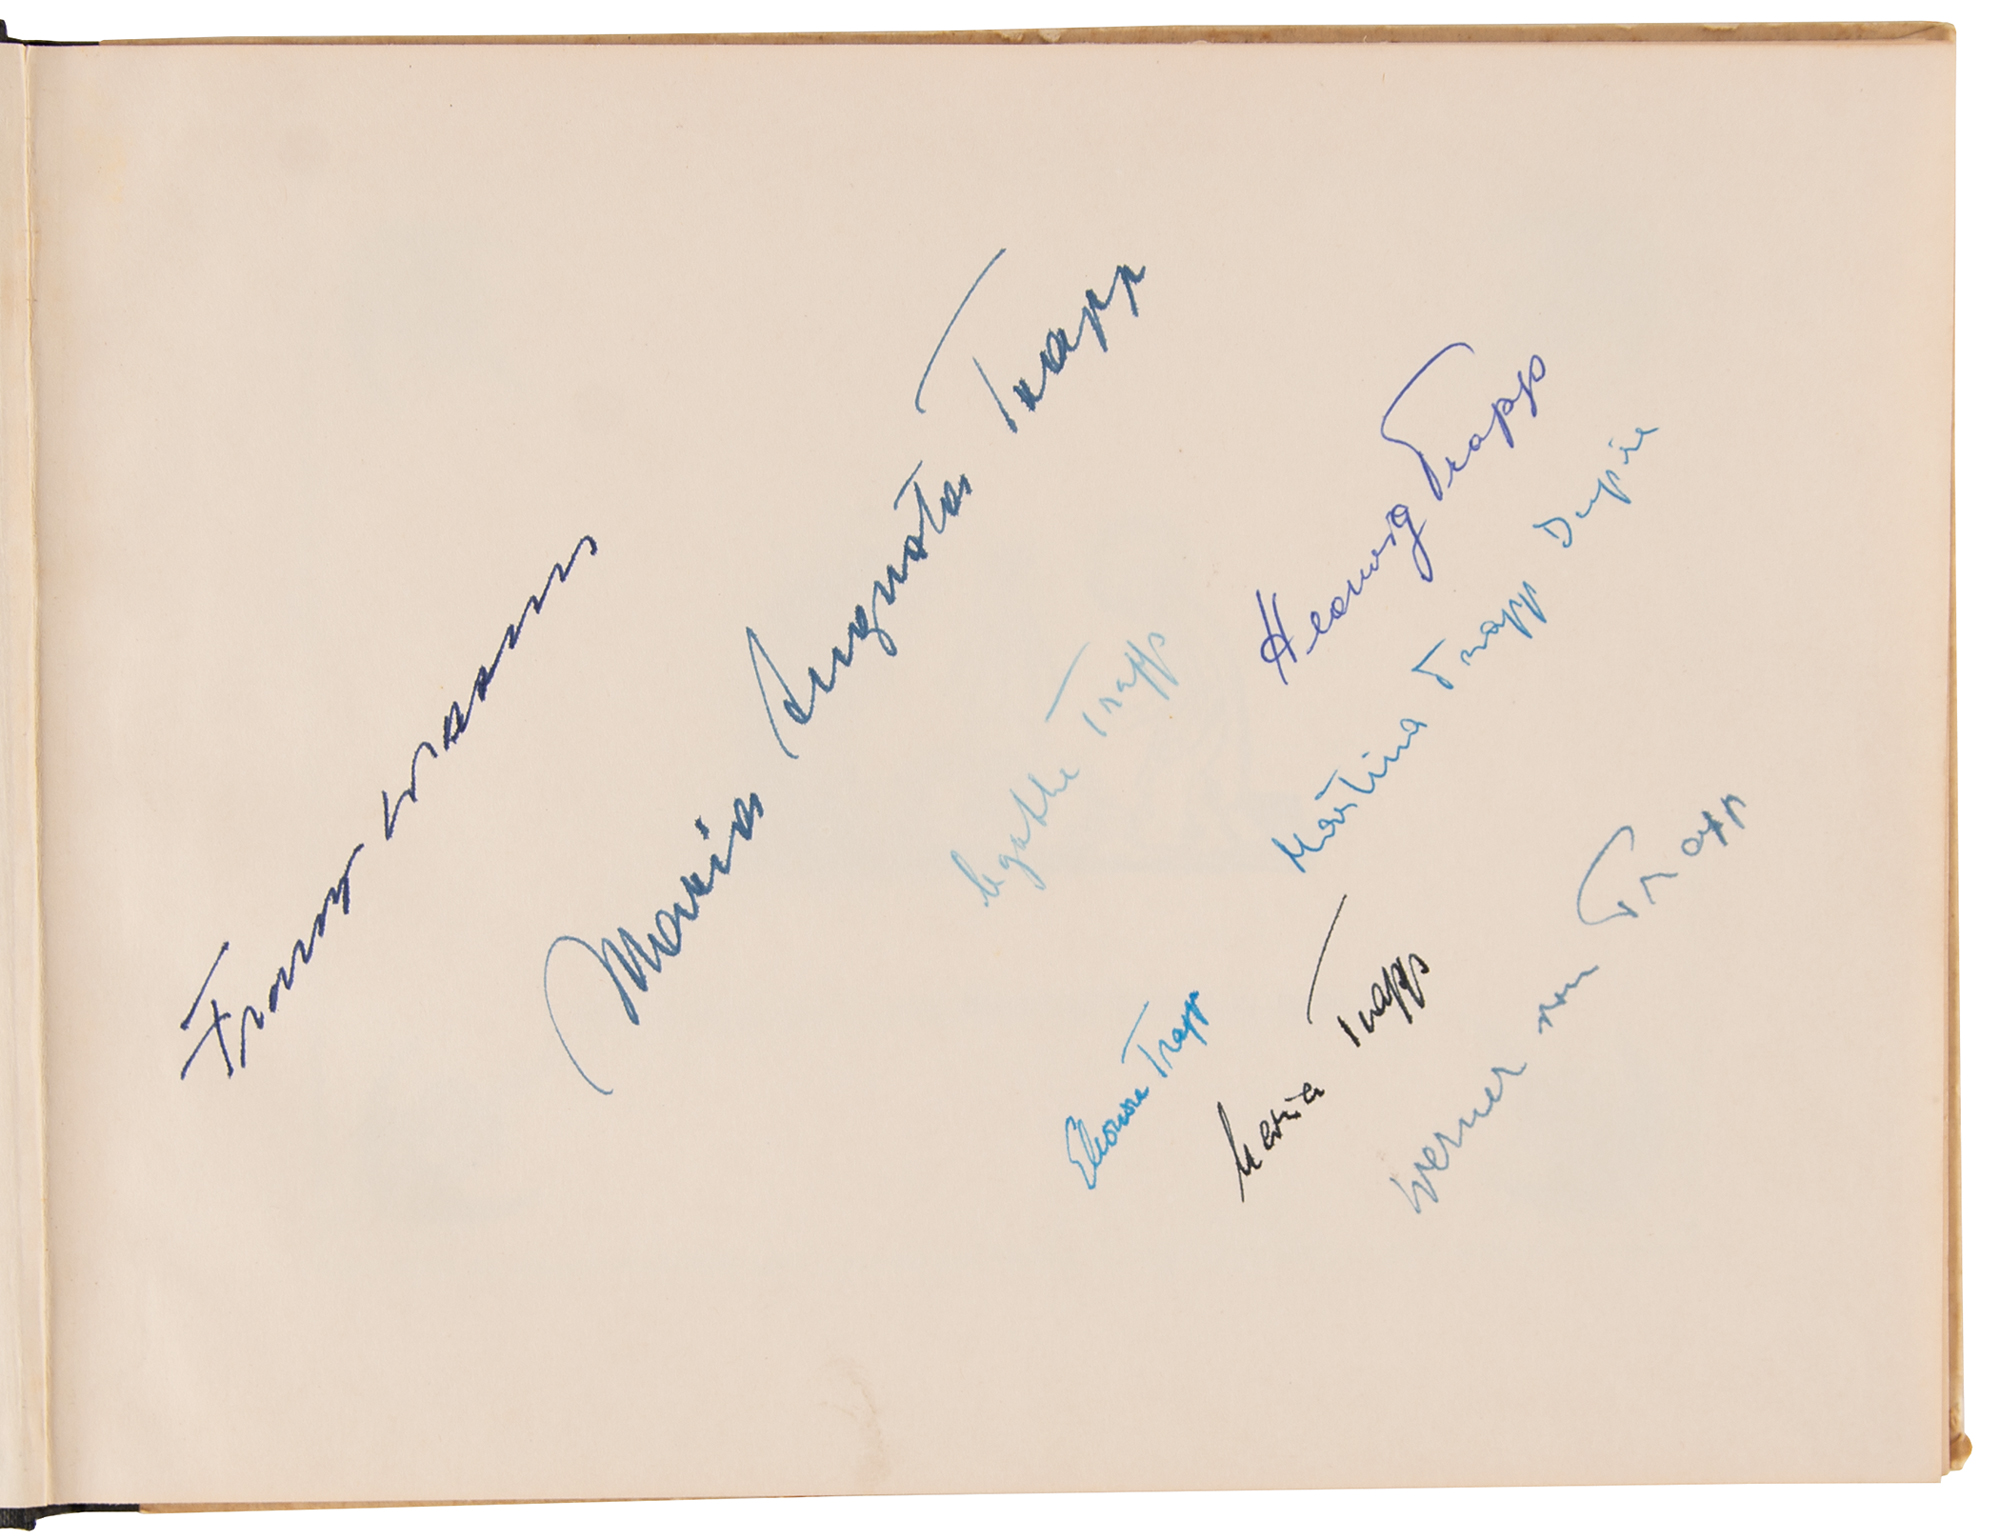 Franz Wasner
Maria Augusta Trapp
Agathe Trapp
Hedwig Trapp
Martina Trapp Dupire
Eleonore Trapp
Maria Trapp
Werner von Trapp